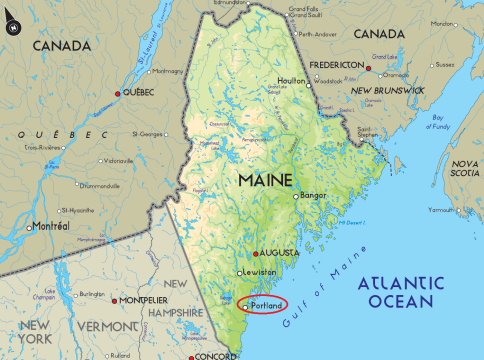 Edmundston
Grand Falls
(Grand Sault)
Perth-Andover
CANADA
CANADA
Moncton
Sussex
FREDERICTON
Grand Lake
Oromocto
Woodstock
Houlton
NEW BRUNSWICK
St-Laurent
Montmagny
QUÉBEC
QUÉBEC
St-Georges
Trois-Rivières
Victoriaville
Drummondville
St-Hyacinthe
Montréal
Saint
Stephen
Bay
of Fundy
NOVA
SCOTIA
Yarmouth
MAINE
Bangor
Mt Desert I.
AUGUSTA
Lewiston
Portland
Gulf of Maine
ATLANTIC
OCEAN
Lake
Champlain
Burlington
MONTPELIER
NEW
HAMPSHIRE
NEW
YORK
VERMONT
Rutland
CONCORD